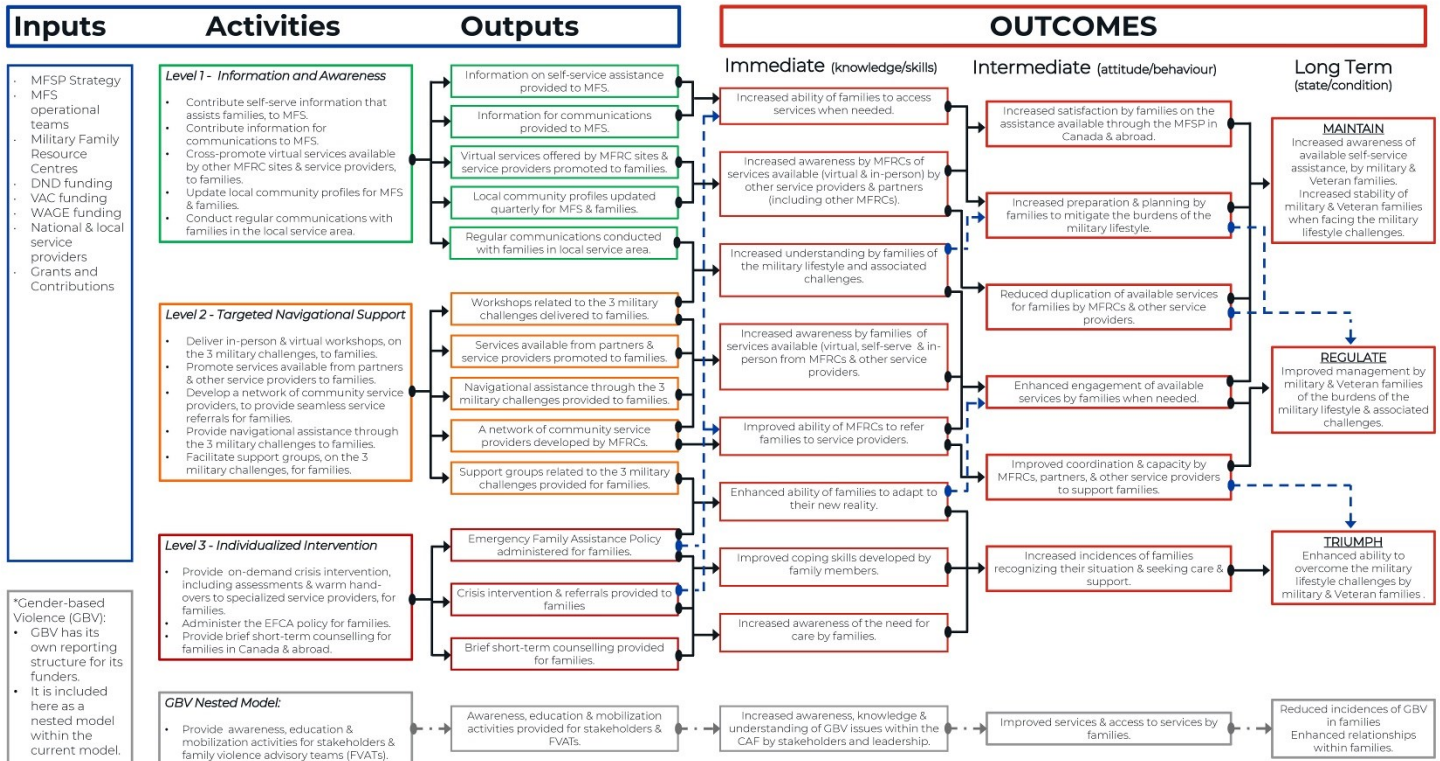 Inputs
Activities
Outputs
OUTCOMES
· MFSP Strategy
· MFS
operational
teams
· Military Family
Resource
Centres
· DND funding
· VAC funding
· WAGE funding
· National & local
service
providers
· Grants and
Contributions
*Gender-based
Violence (GBV):
• GBV has its
own reporting
structure for its
funders.
• It is included
here as a
nested model
within the
current model.
Level 1 - Information and Awareness
• Contribute self-serve information that
assists families, to MFS.
• Contribute information for
communications to MFS.
• Cross-promote virtual services available
by other MFRC sites & service providers,
to families.
• Update local community profiles for MFS
& families.
• Conduct regular communications with
families in the local service area.
Level 2 - Targeted Navigational Support
• Deliver in-person & virtual workshops, on
the 3 military challenges, to families.
• Promote services available from partners
& other service providers to families.
• Develop a network of community service
providers, to provide seamless service
referrals for families.
• Provide navigational assistance through
the 3 military challenges to families.
• Facilitate support groups, on the
3 military challenges, for families.
Level 3 - Individualized Intervention
• Provide on-demand crisis intervention,
including assessments & warm hand-
overs to specialized service providers, for
families.
• Administer the EFCA policy for families.
• Provide brief short-term counselling for
families in Canada & abroad.
GBV Nested Model:
• Provide awareness, education &
mobilization activities for stakeholders &
family violence advisory teams (FVATs).
Information on self-service assistance
provided to MFS.
Information for communications
provided to MFS.
Virtual services offered by MFRC sites &
service providers promoted to families.
Local community profiles updated
quarterly for MFS & families.
Regular communications conducted
with families in local service area.
Workshops related to the 3 military
challenges delivered to families.
Services available from partners &
service providers promoted to families.
Navigational assistance through the 3
military challenges provided to families.
A network of community service
providers developed by MFRCs.
Support groups related to the 3 military
challenges provided for families.
Emergency Family Assistance Policy
administered for families.
Crisis intervention & referrals provided to
families
Brief short-term counselling provided
for families.
Awareness, education & mobilization
activities provided for stakeholders &
FVATs.
Immediate (knowledge/skills)
Increased ability of families to access
services when needed.
Increased awareness by MFRCs of
services available (virtual & in-person) by
other service providers & partners
(including other MFRCs).
Increased understanding by families of
the military lifestyle and associated
challenges.
Increased awareness by families of
services available (virtual, self-serve & in-
person from MFRCs & other service
providers.
Improved ability of MFRCs to refer
families to service providers.
Enhanced ability of families to adapt to
their new reality.
Improved coping skills developed by
family members.
Increased awareness of the need for
care by families.
Increased awareness, knowledge &
understanding of GBV issues within the
CAF by stakeholders and leadership.
Intermediate (attitude/behaviour)
Increased satisfaction by families on the
assistance available through the MFSP in
Canada & abroad.
Increased preparation & planning by
families to mitigate the burdens of the
military lifestyle.
Reduced duplication of available services
for families by MFRCs & other service
providers.
Enhanced engagement of available
services by families when needed.
Improved coordination & capacity by
MFRCs, partners, & other service providers
to support families.
Increased incidences of families
recognizing their situation & seeking care &
support.
Improved services & access to services by
families.
Long Term
(state/condition)
MAINTAIN
Increased awareness of
available self-service
assistance, by military &
Veteran families.
Increased stability of
military & Veteran families
when facing the military
lifestyle challenges.
REGULATE
Improved management by
military & Veteran families
of the burdens of the
military lifestyle & associated
challenges.
TRIUMPH
Enhanced ability to
overcome the military
lifestyle challenges by
military & Veteran families .
Reduced incidences of GBV
in families
Enhanced relationships
within families.